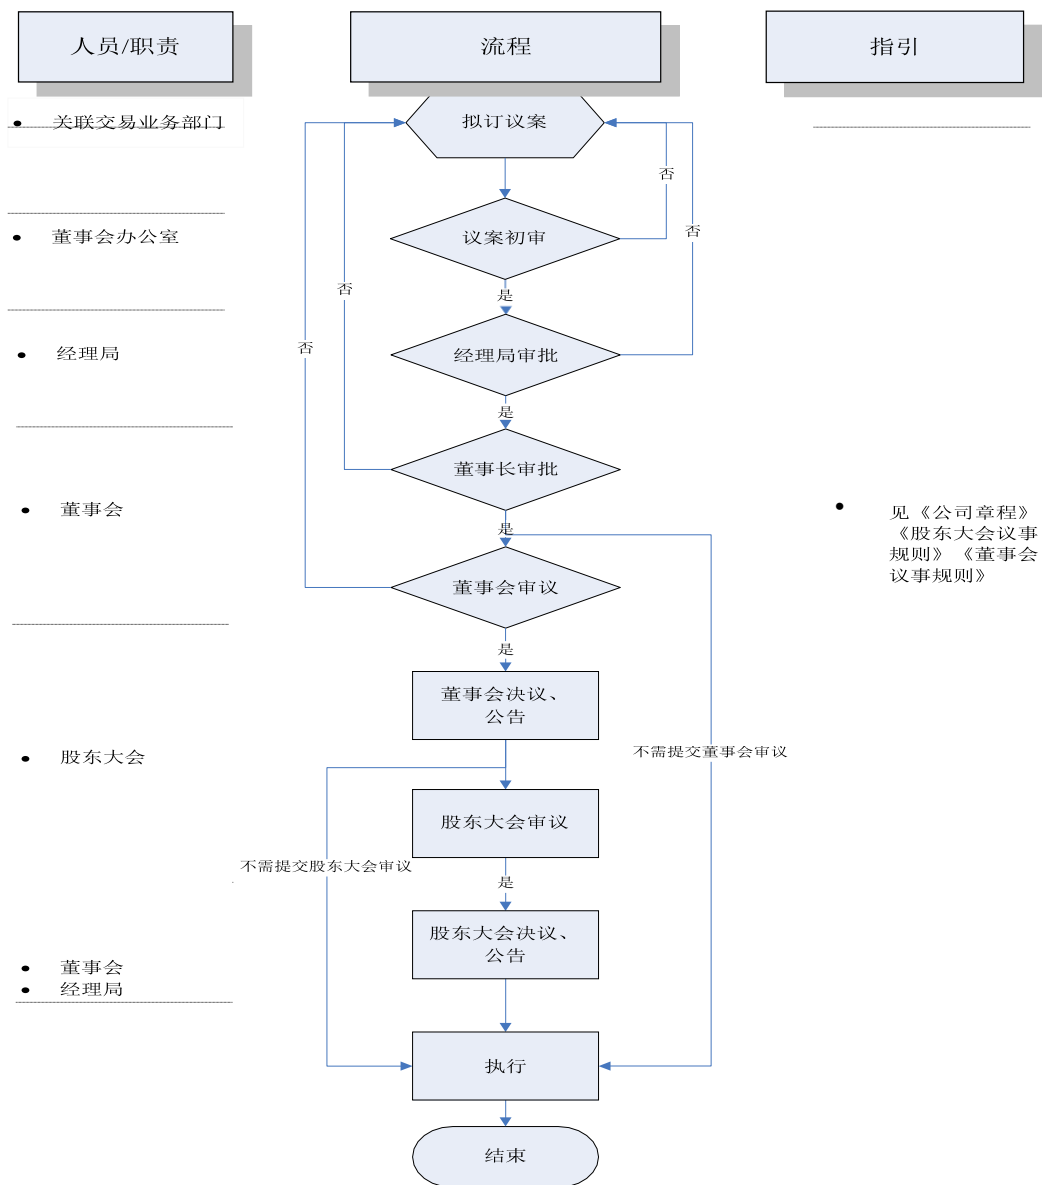 人员/职责
流程
指引
关联交易业务部门
拟订议案
否
董事会办公室
议案初审
否
是
否
经理局
经理局审批
否
是
董事长审批
董事会
见《公司章程》
《股东大会议事
规则》《董事会
议事规则》
是
董事会审议
是
董事会决议、
公告
不需提交董事会审议
股东大会
股东大会审议
不需提交股东大会审议
是
股东大会决议、
公告
董事会
经理局
执行
结束